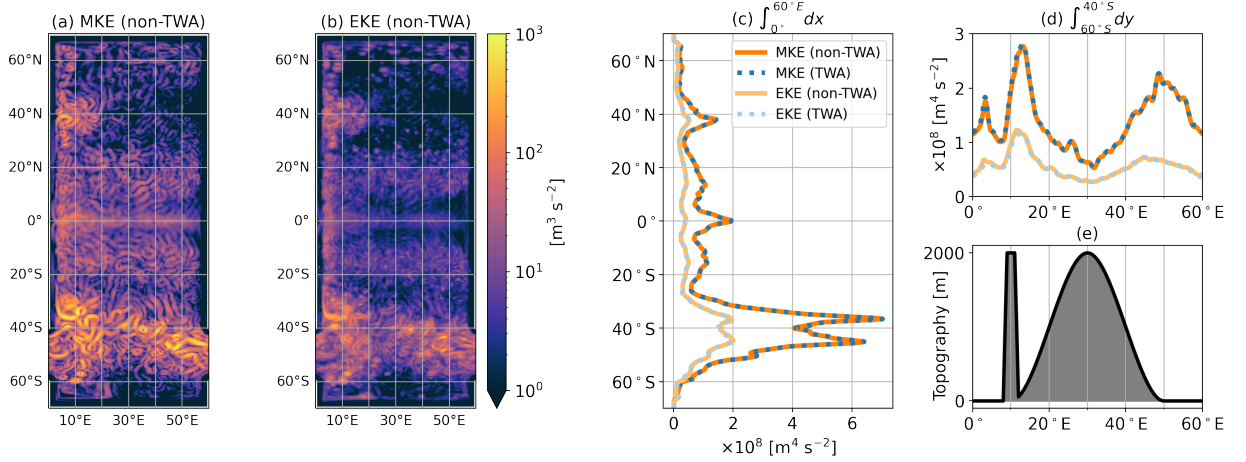 (a) MKE (non-TWA)
60°N
40°N
20°N
0°
20°S
40°S
60°S
10°E 30°E 50°E
(b) EKE (non-TWA)
60°N
40°N
20°N
0°
20°S
40°S
60°S
10°E 30°E 50°E
10³
10²
10¹
10⁰
[m³ s⁻²]
(c) ∫₀°^60°E dx
MKE (non-TWA)
MKE (TWA)
EKE (non-TWA)
EKE (TWA)
60°N
40°N
20°N
0°
20°S
40°S
60°S
0 2 4 6
×10⁸ [m⁴ s⁻²]
(d) ∫_60°S^40°S dy
3
2
1
0
×10⁸ [m⁴ s⁻²]
0° 20°E 40°E 60°E
(e)
2000
0
Topography [m]
0° 20°E 40°E 60°E